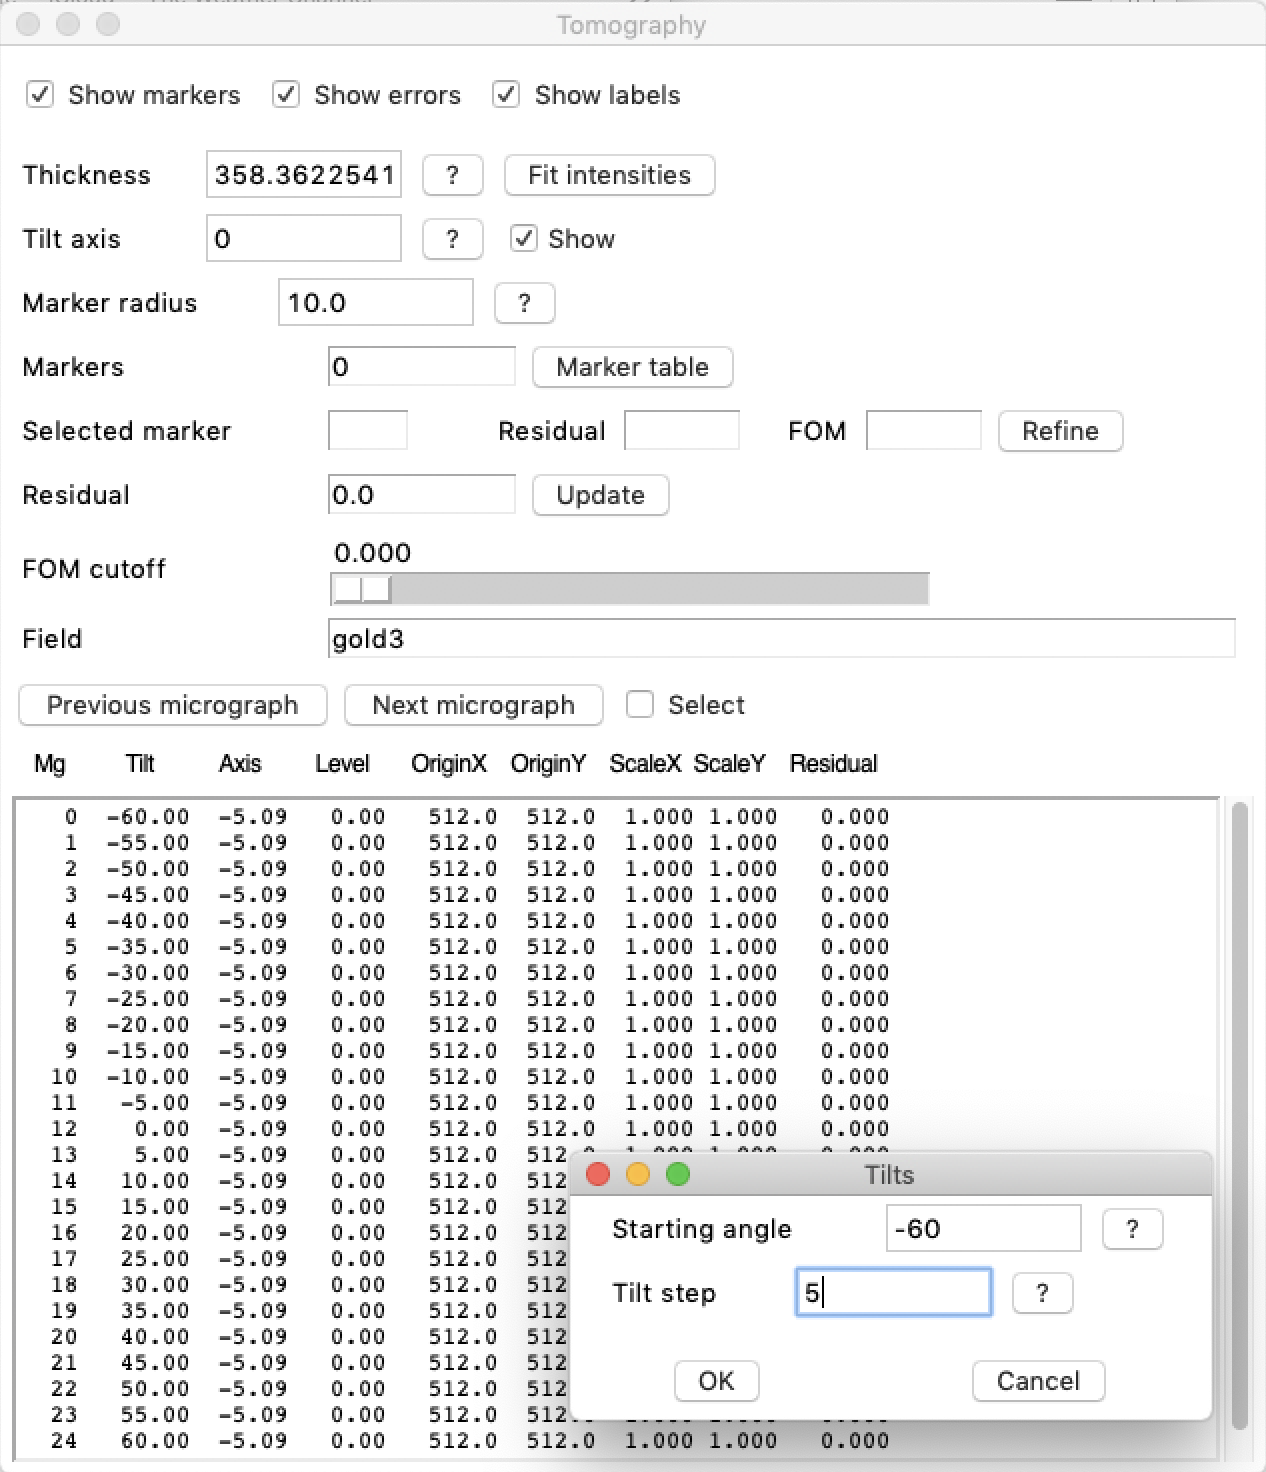 Tomography
Show markers Show errors Show labels
Thickness 358.3622541 ? Fit intensities
Tilt axis 0 ? Show
Marker radius 10.0 ?
Markers 0 Marker table
Selected marker Residual FOM Refine
Residual 0.0 Update
0.000
FOM cutoff
Field gold3
Previous micrograph Next micrograph Select
Mg Tilt Axis Level OriginX OriginY ScaleX ScaleY Residual
0 -60.00 -5.09 0.00 512.0 512.0 1.000 1.000 0.000
1 -55.00 -5.09 0.00 512.0 512.0 1.000 1.000 0.000
2 -50.00 -5.09 0.00 512.0 512.0 1.000 1.000 0.000
3 -45.00 -5.09 0.00 512.0 512.0 1.000 1.000 0.000
4 -40.00 -5.09 0.00 512.0 512.0 1.000 1.000 0.000
5 -35.00 -5.09 0.00 512.0 512.0 1.000 1.000 0.000
6 -30.00 -5.09 0.00 512.0 512.0 1.000 1.000 0.000
7 -25.00 -5.09 0.00 512.0 512.0 1.000 1.000 0.000
8 -20.00 -5.09 0.00 512.0 512.0 1.000 1.000 0.000
9 -15.00 -5.09 0.00 512.0 512.0 1.000 1.000 0.000
10 -10.00 -5.09 0.00 512.0 512.0 1.000 1.000 0.000
11 -5.00 -5.09 0.00 512.0 512.0 1.000 1.000 0.000
12 0.00 -5.09 0.00 512.0 512.0 1.000 1.000 0.000
13 5.00 -5.09 0.00 512.0 512.0 1.000 1.000 0.000
14 10.00 -5.09 0.00 512.0 512
15 15.00 -5.09 0.00 512.0 512
16 20.00 -5.09 0.00 512.0 512
17 25.00 -5.09 0.00 512.0 512
18 30.00 -5.09 0.00 512.0 512
19 35.00 -5.09 0.00 512.0 512
20 40.00 -5.09 0.00 512.0 512
21 45.00 -5.09 0.00 512.0 512
22 50.00 -5.09 0.00 512.0 512
23 55.00 -5.09 0.00 512.0 512
24 60.00 -5.09 0.00 512.0 512.0 1.000 1.000 0.000
Tilts
Starting angle -60 ?
Tilt step 5 ?
OK Cancel